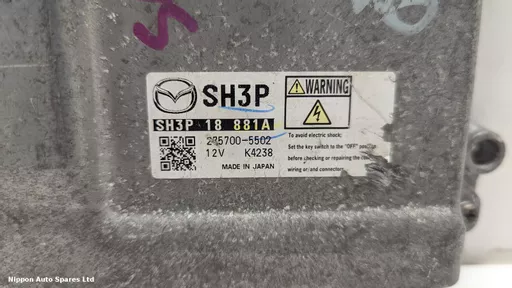 SH3P
SH3P 18 881A
275700-5502
12V K4238
MADE IN JAPAN
WARNING
To avoid electric shock;
Set the key switch to the "OFF" position
before checking or repairing the
wiring or/and connector
Nippon Auto Spares Ltd